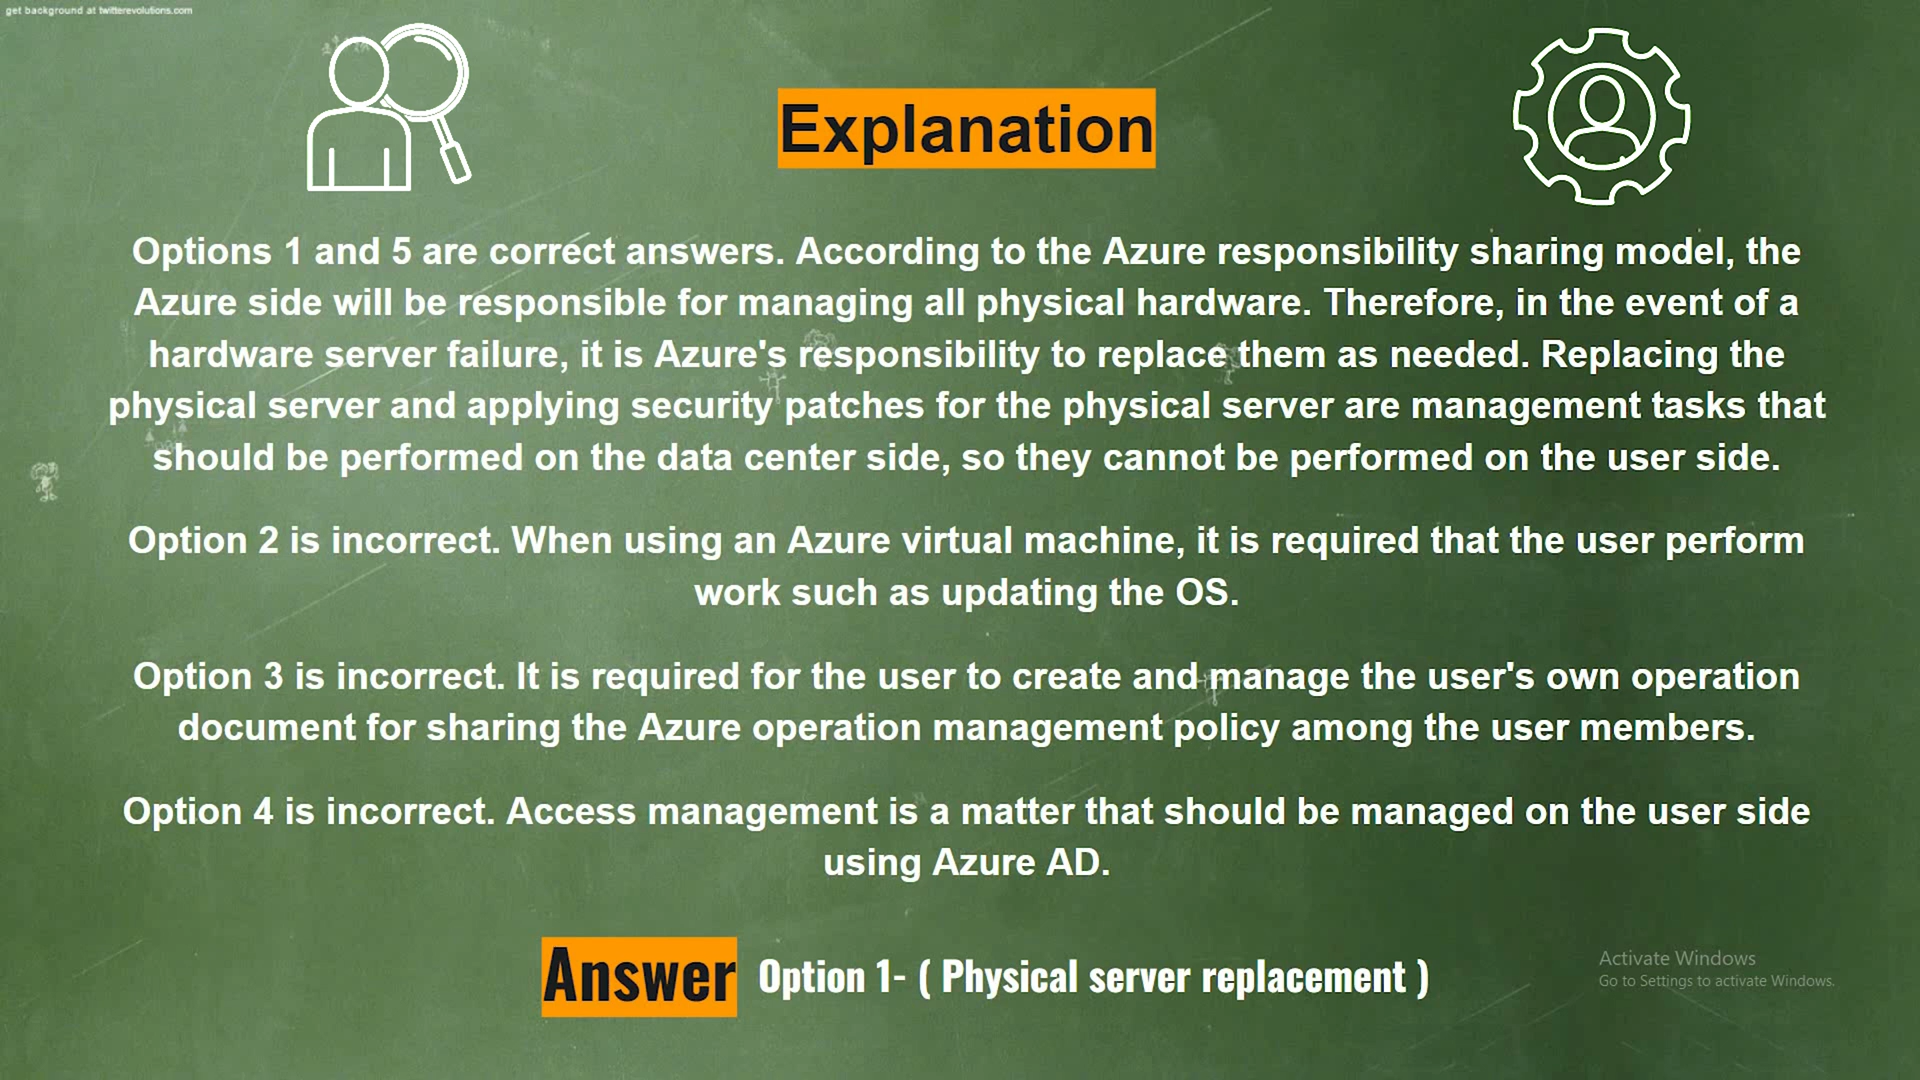 get background at twitterevolutions.com
Explanation
Options 1 and 5 are correct answers. According to the Azure responsibility sharing model, the
Azure side will be responsible for managing all physical hardware. Therefore, in the event of a
hardware server failure, it is Azure's responsibility to replace them as needed. Replacing the
physical server and applying security patches for the physical server are management tasks that
should be performed on the data center side, so they cannot be performed on the user side.
Option 2 is incorrect. When using an Azure virtual machine, it is required that the user perform
work such as updating the OS.
Option 3 is incorrect. It is required for the user to create and manage the user's own operation
document for sharing the Azure operation management policy among the user members.
Option 4 is incorrect. Access management is a matter that should be managed on the user side
using Azure AD.
Answer Option 1- ( Physical server replacement )
Activate Windows
Go to Settings to activate Windows.